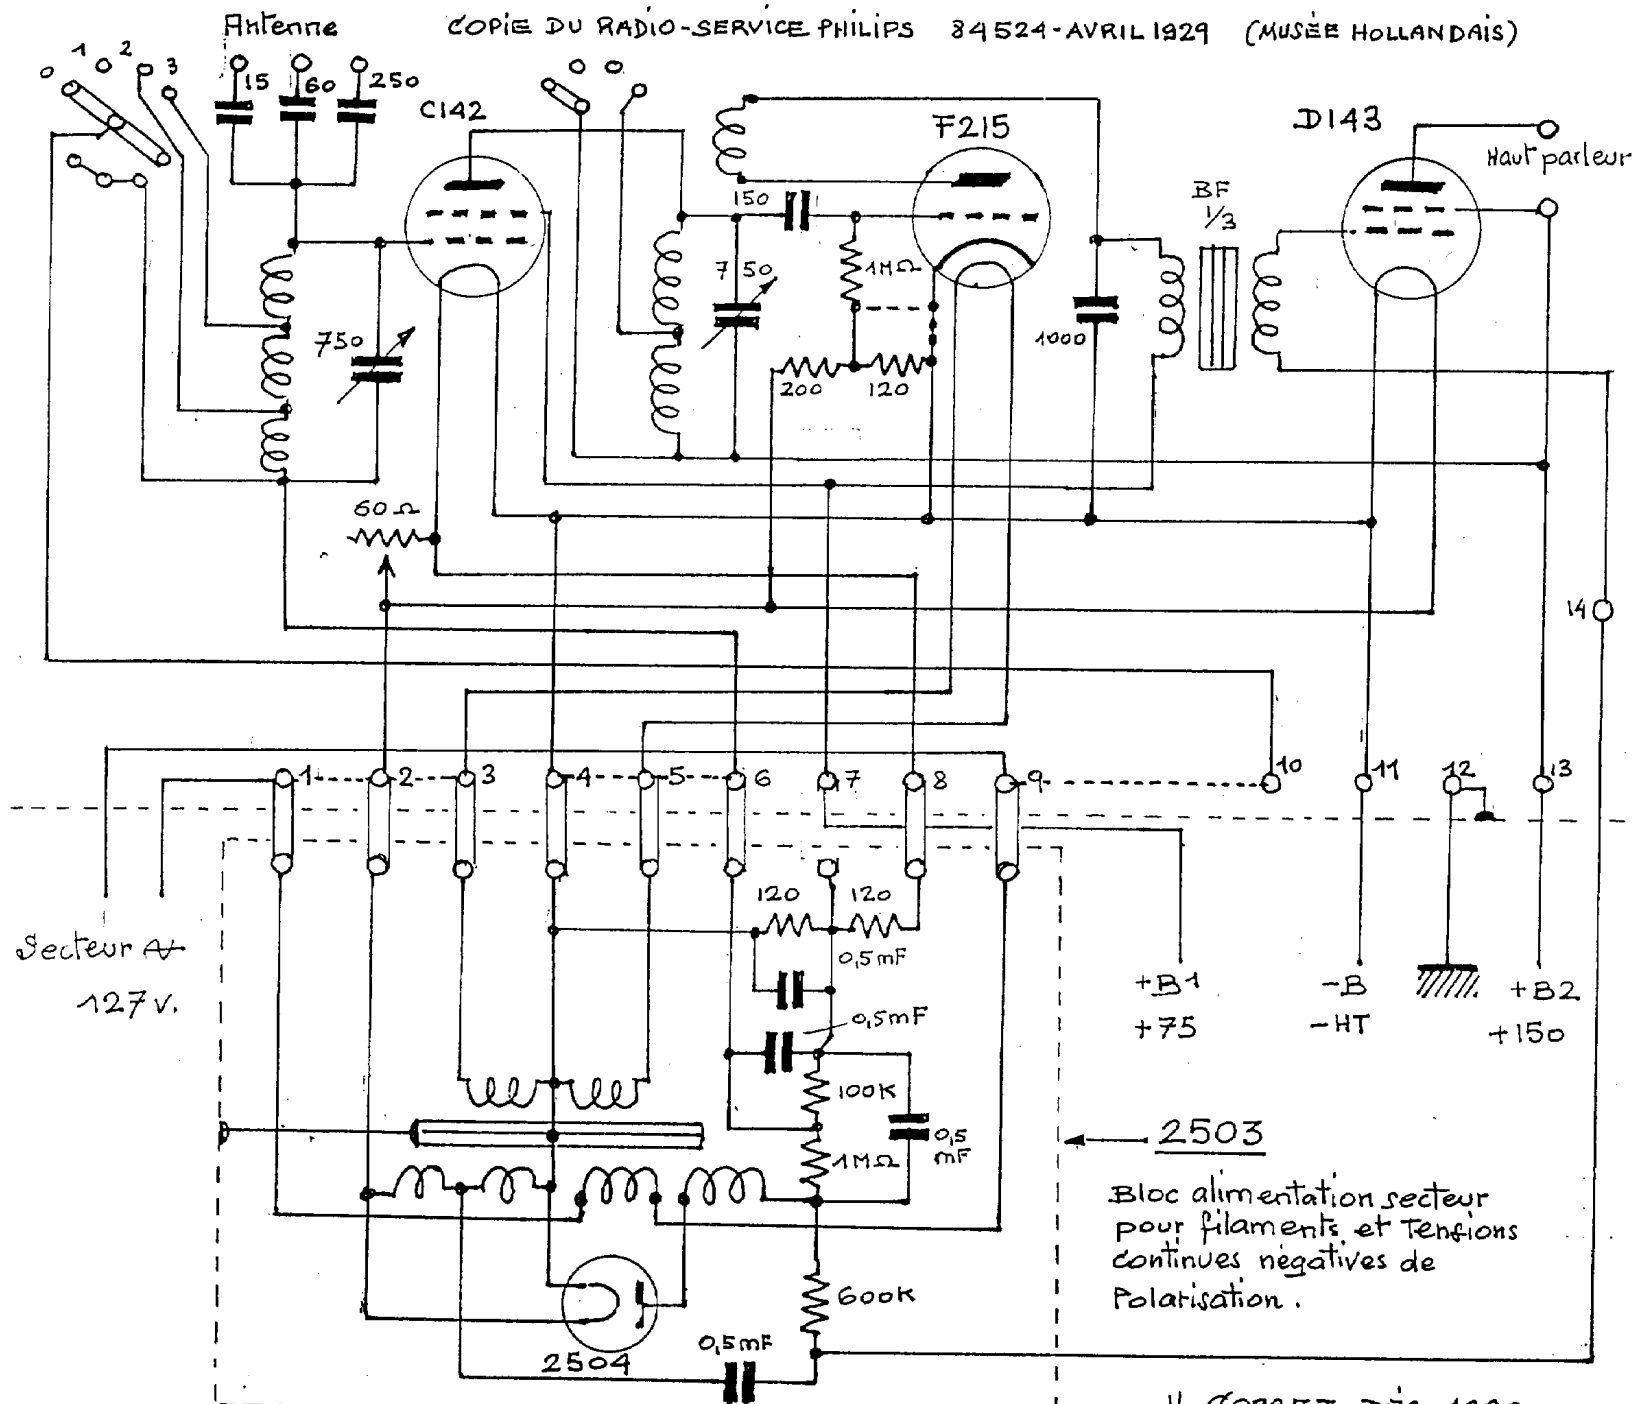 Antenne
COPIE DU RADIO-SERVICE PHILIPS 84524-AVRIL 1929 (MUSÉE HOLLANDAIS)
0 1 0 2 3
15 60 250
C142
F215
D143
Haut parleur
BF
1/3
150
750
1MΩ
750
1000
200 120
60Ω
14
1 2 3 4 5 6 7 8 9 10 11 12 13
120 120
Secteur
127 v.
0,5mF
0,5mF
+B1
+75
-B
-HT
+B2
+150
100K
0,5
mF
1MΩ
2503
Bloc alimentation secteur
pour filaments et Tensions
continues négatives de
Polarisation.
600K
0,5mF
2504